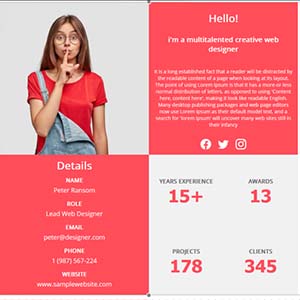 Hello!
i'm a multitalented creative web
designer
It is a long established fact that a reader will be distracted by
the readable content of a page when looking at its layout.
The point of using Lorem Ipsum is that it has a more-or-less
normal distribution of letters, as opposed to using 'Content
here, content here', making it look like readable English.
Many desktop publishing packages and web page editors
now use Lorem Ipsum as their default model text, and a
search for 'lorem ipsum' will uncover many web sites still in
their infancy
Details
NAME
Peter Ransom
ROLE
Lead Web Designer
EMAIL
peter@designer.com
PHONE
1 (987) 567-224
WEBSITE
www.samplewebsite.com
YEARS EXPERIENCE
15+
AWARDS
13
PROJECTS
178
CLIENTS
345